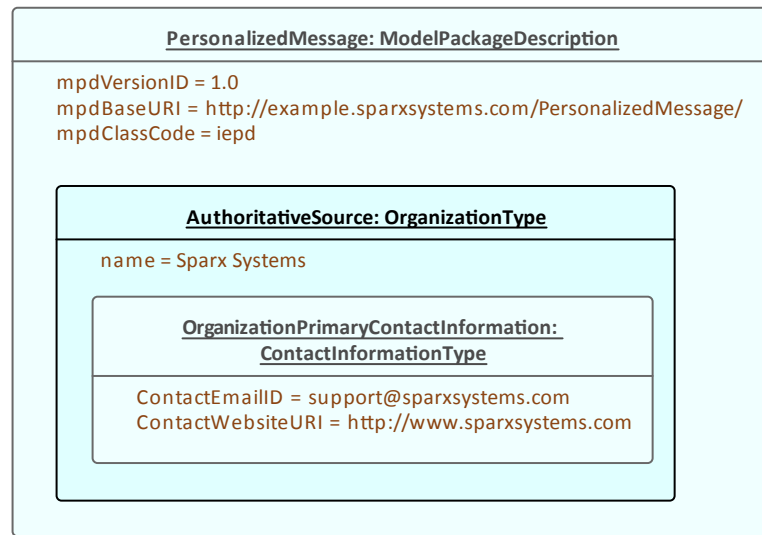 PersonalizedMessage: ModelPackageDescription
mpdVersionID = 1.0
mpdBaseURI = http://example.sparxsystems.com/PersonalizedMessage/
mpdClassCode = iepd
AuthoritativeSource: OrganizationType
name = Sparx Systems
OrganizationPrimaryContactInformation:
ContactInformationType
ContactEmailID = support@sparxsystems.com
ContactWebsiteURI = http://www.sparxsystems.com